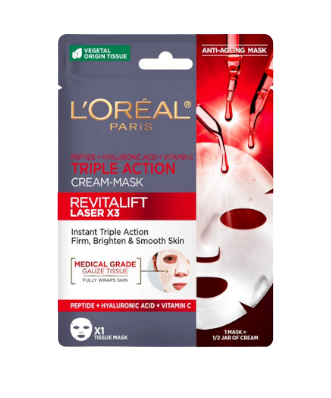 VEGETAL
ORIGIN TISSUE
ANTI-AGEING MASK
L'ORÉAL®
PARIS
PEPTIDE + HYALURONIC ACID + VITAMIN C
TRIPLE ACTION
CREAM-MASK
REVITALIFT
LASER X3
Instant Triple Action
Firm, Brighten & Smooth Skin
MEDICAL GRADE
GAUZE TISSUE
FULLY WRAPS SKIN
PEPTIDE + HYALURONIC ACID + VITAMIN C
X1
TISSUE MASK
1 MASK =
1/2 JAR OF CREAM